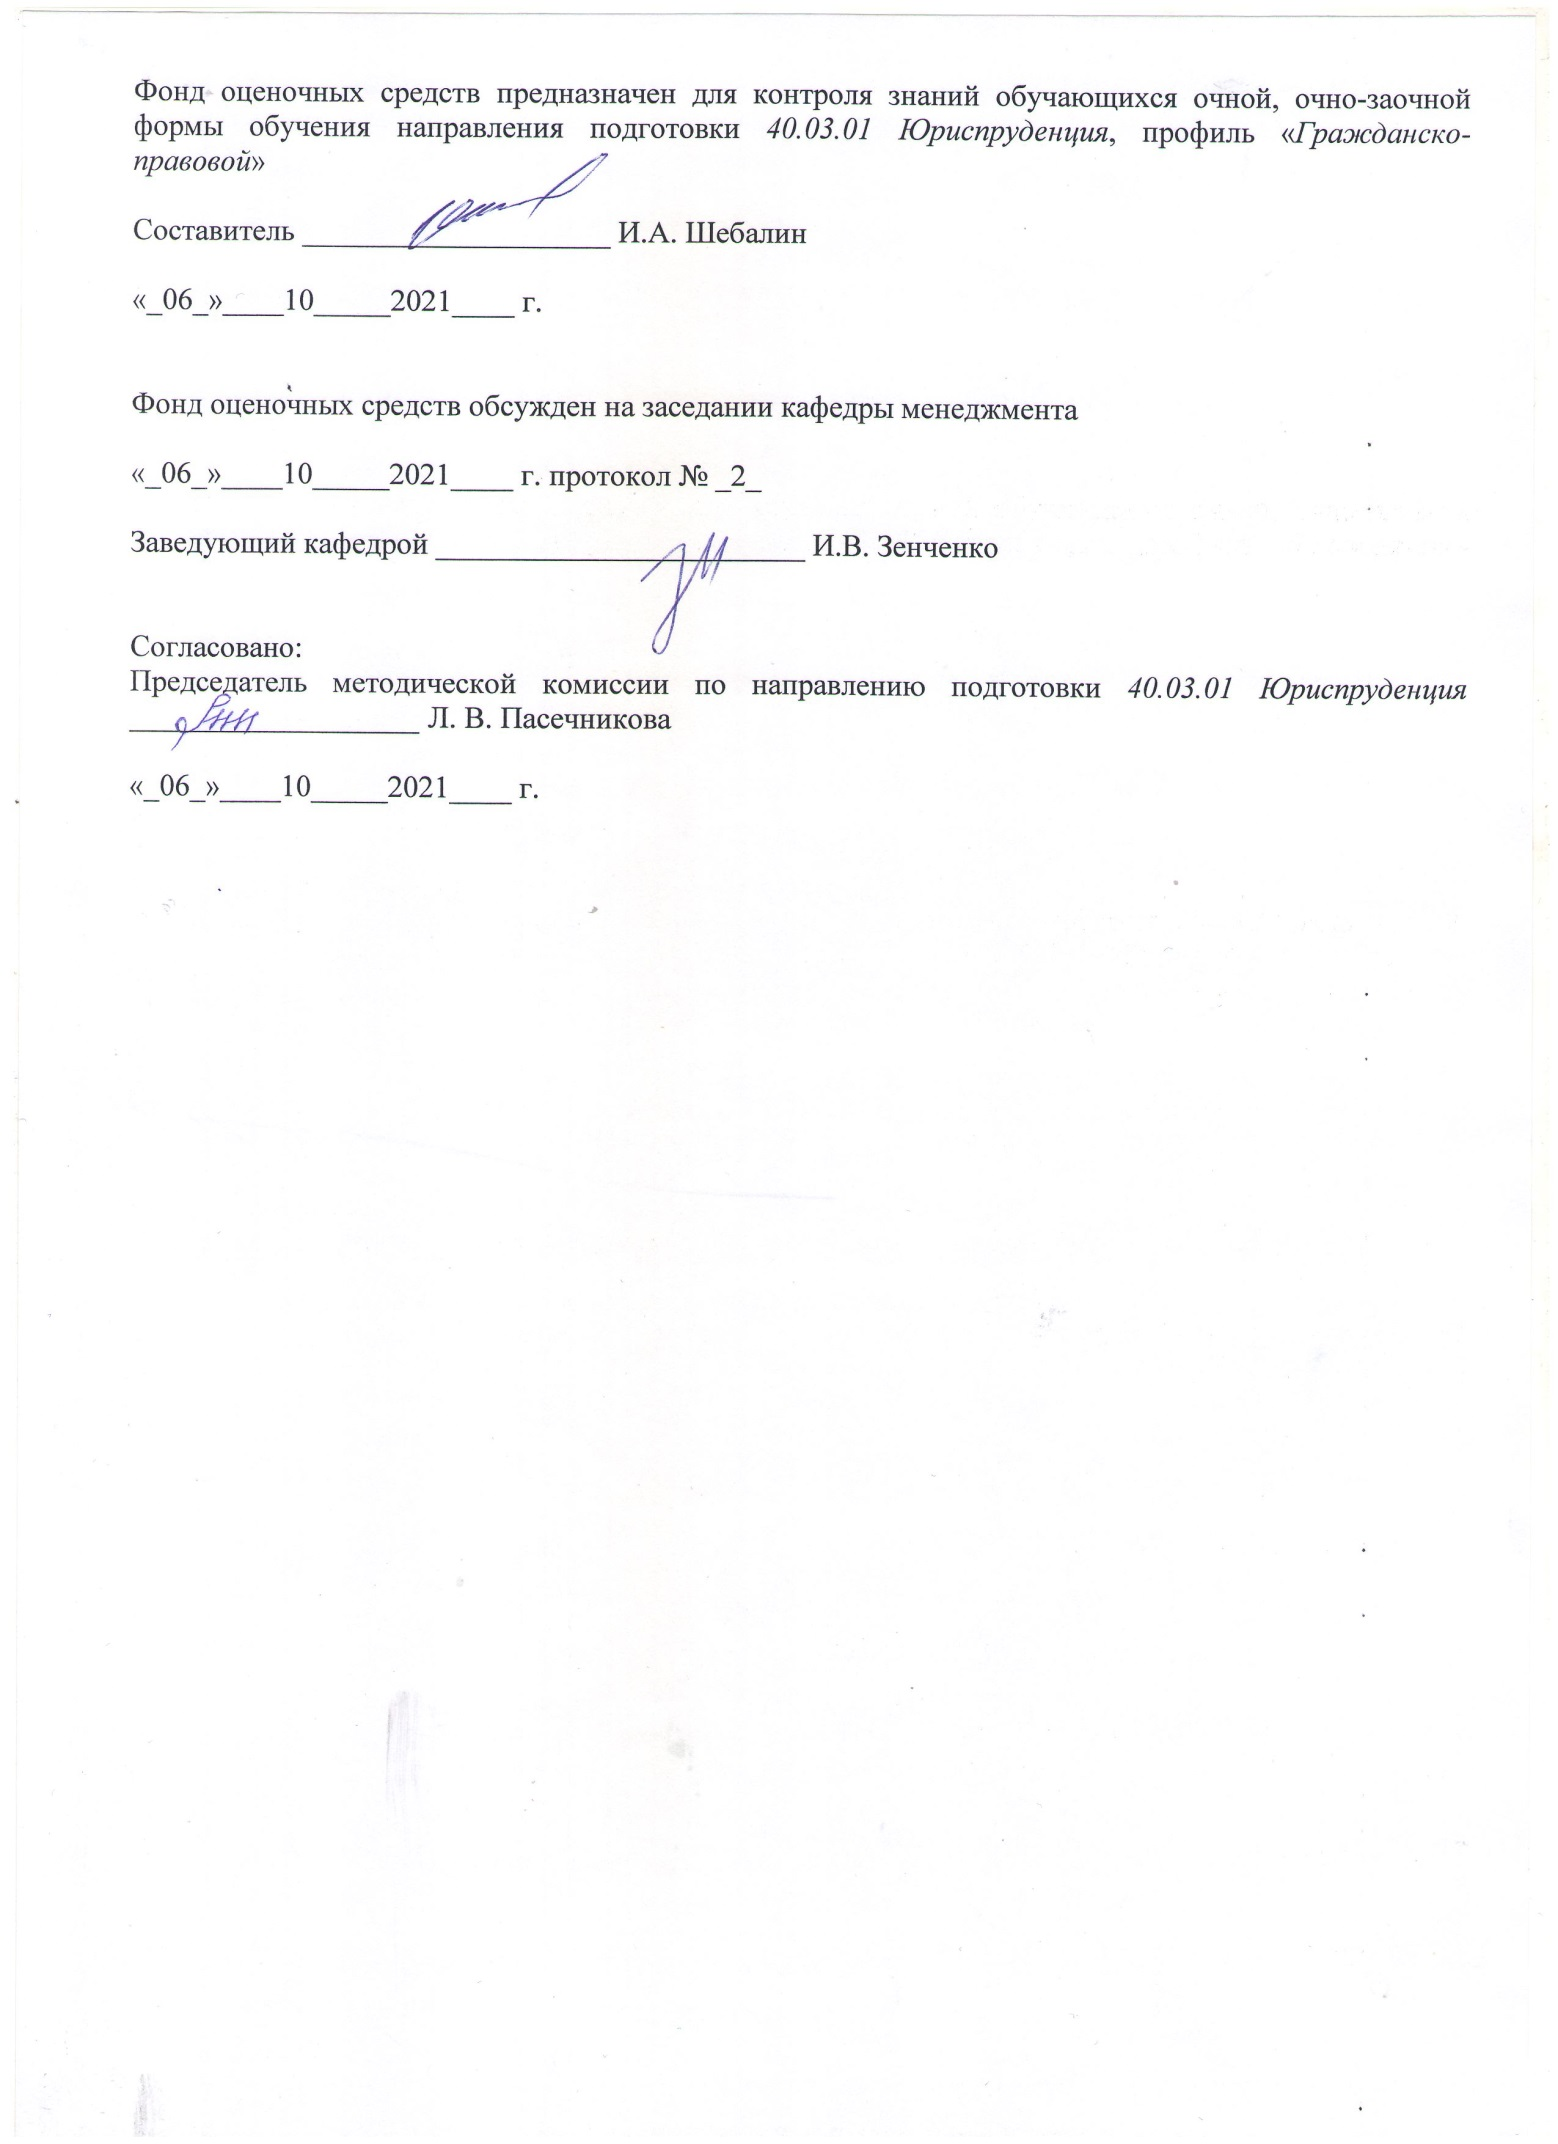 Фонд оценочных средств предназначен для контроля знаний обучающихся очной, очно-заочной
формы обучения направления подготовки 40.03.01 Юриспруденция, профиль «Гражданско-
правовой»
Составитель ____________________ И.А. Шебалин
«_06_»____10_____2021____ г.
Фонд оценочных средств обсужден на заседании кафедры менеджмента
«_06_»____10_____2021____ г. протокол № _2_
Заведующий кафедрой ________________________ И.В. Зенченко
Согласовано:
Председатель методической комиссии по направлению подготовки 40.03.01 Юриспруденция
___________________ Л. В. Пасечникова
«_06_»____10_____2021____ г.